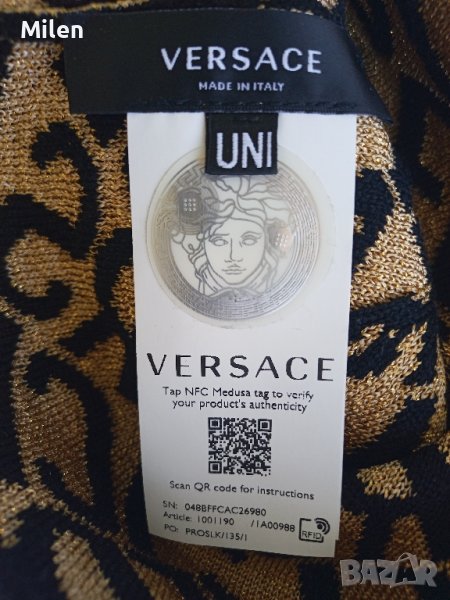 Milen
VERSACE
MADE IN ITALY
UNI
VERSACE
Tap NFC Medusa tag to verify
your product's authenticity
Scan QR code for instructions
SN: 048BFFCAC26980
Article: 1001190 /1A00988
PO: PROSLK/135/1
RFID
BAZAR